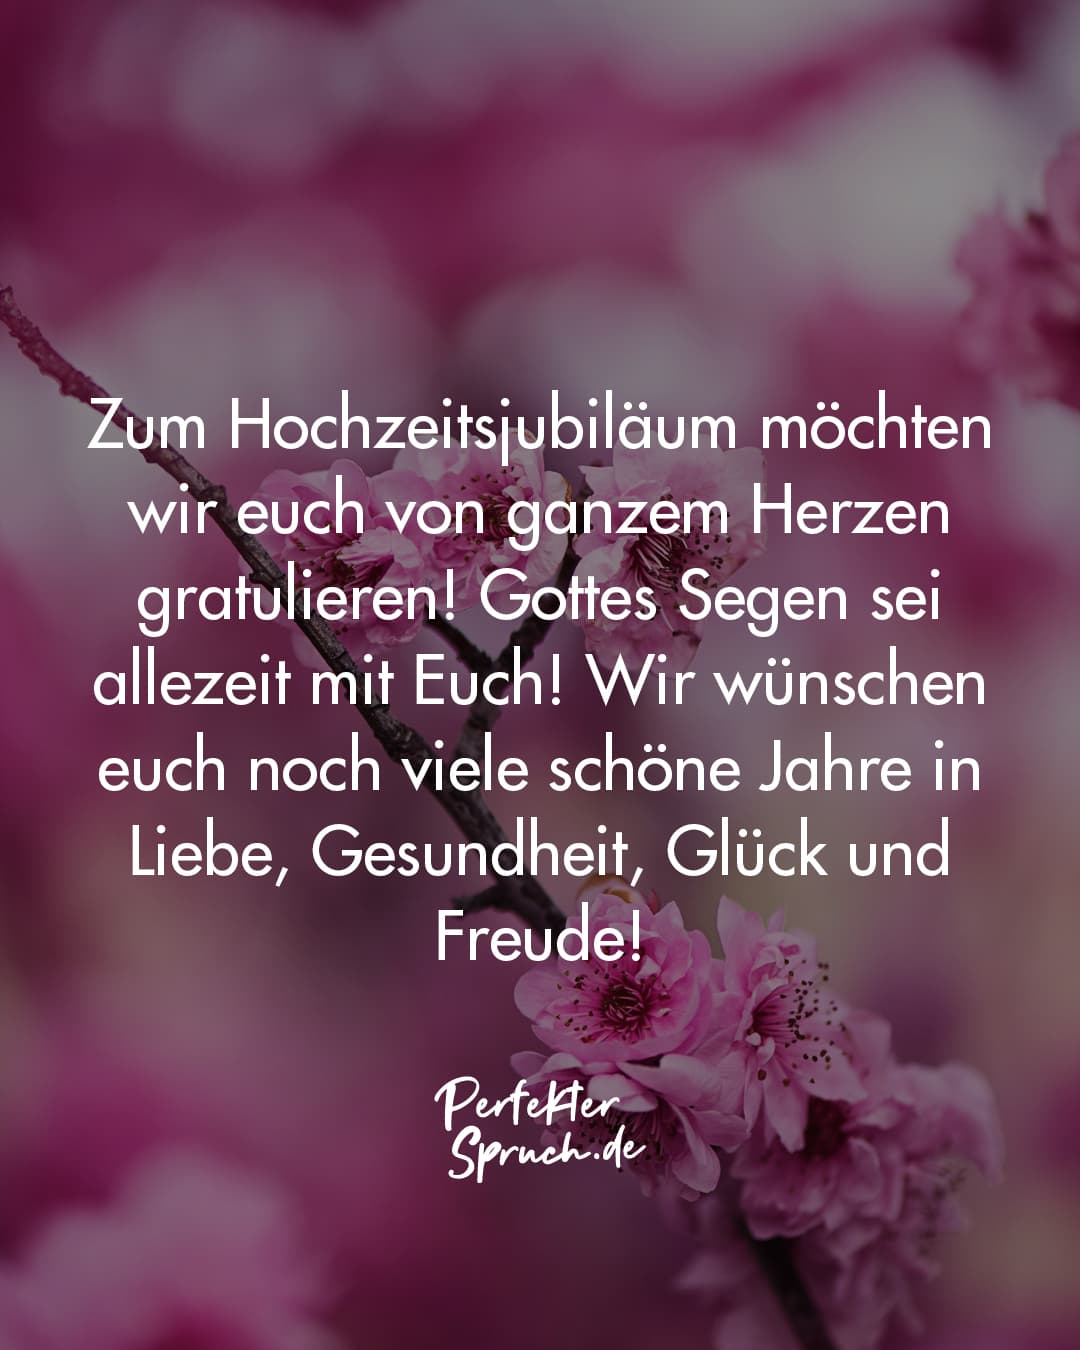 Zum Hochzeitsjubiläum möchten
wir euch von ganzem Herzen
gratulieren! Gottes Segen sei
allezeit mit Euch! Wir wünschen
euch noch viele schöne Jahre in
Liebe, Gesundheit, Glück und
Freude!
Perfekter
Spruch.de